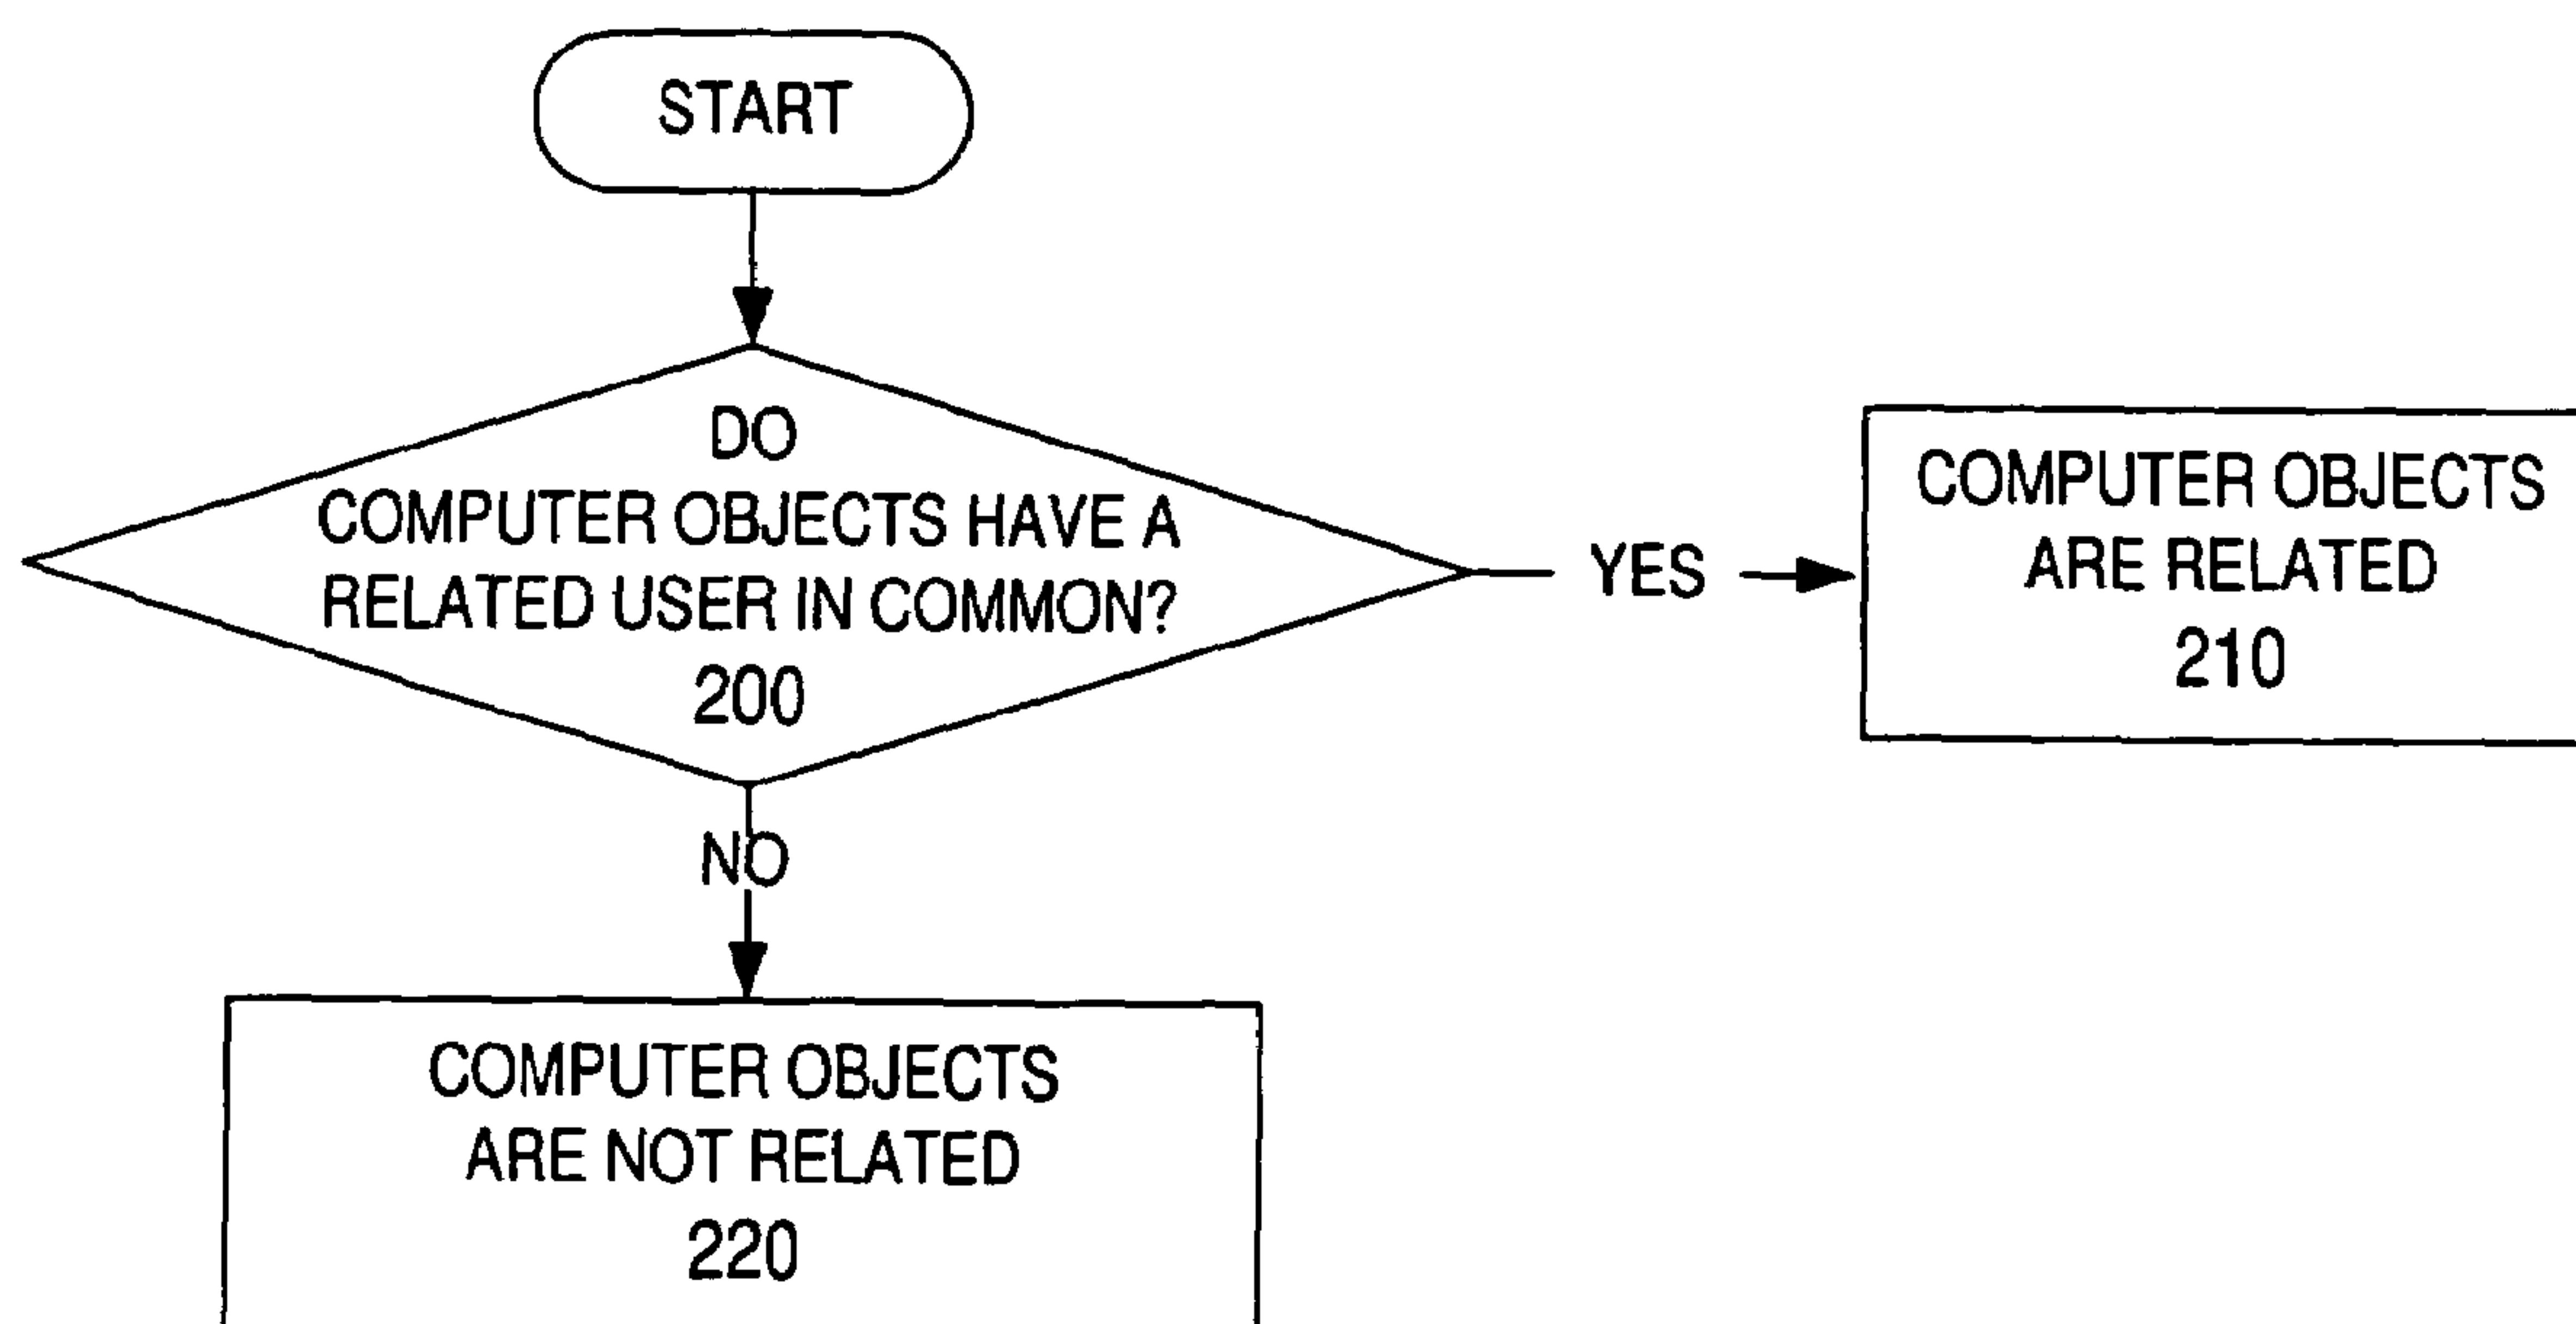 START
DO
COMPUTER OBJECTS HAVE A
RELATED USER IN COMMON?
200
YES
COMPUTER OBJECTS
ARE RELATED
210
NO
COMPUTER OBJECTS
ARE NOT RELATED
220